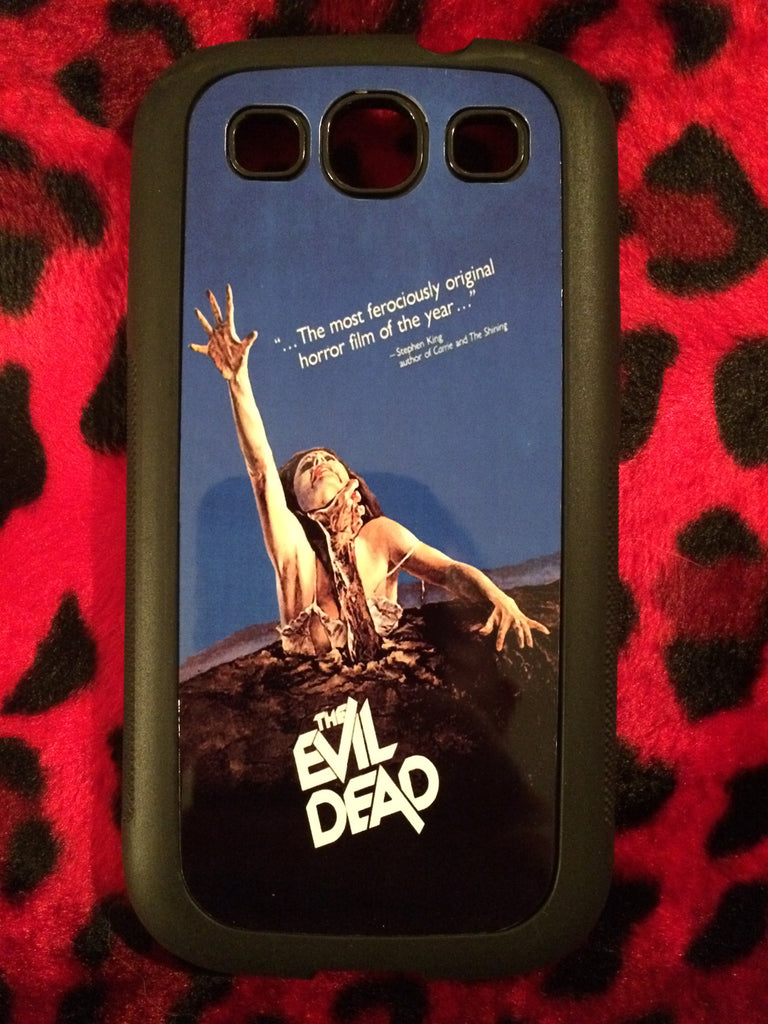 “...The most ferociously original
horror film of the year...”
—Stephen King
author of Carrie and The Shining
THE
EVIL
DEAD